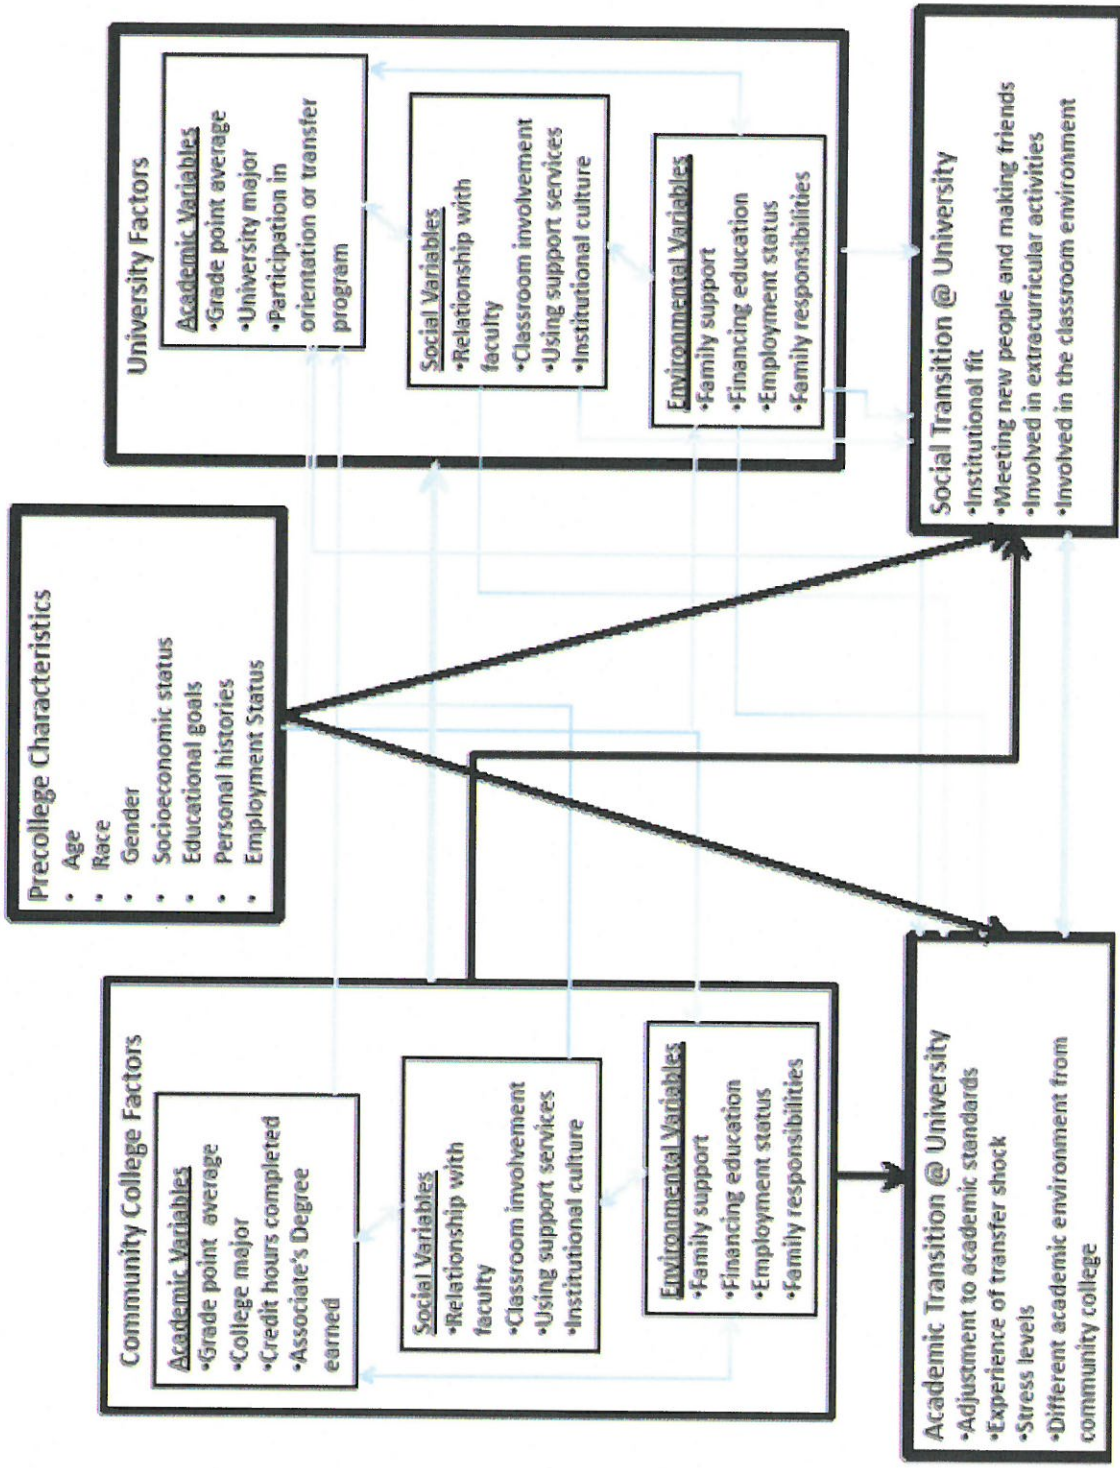 Precollege Characteristics
• Age
• Race
• Gender
• Socioeconomic status
• Educational goals
• Personal histories
• Employment Status
Community College Factors
Academic Variables
•Grade point average
•College major
•Credit hours completed
•Associate's Degree
earned
Social Variables
•Relationship with
faculty
•Classroom involvement
•Using support services
•Institutional culture
Environmental Variables
•Family support
•Financing education
•Employment status
•Family responsibilities
University Factors
Academic Variables
•Grade point average
•University major
•Participation in
orientation or transfer
program
Social Variables
•Relationship with
faculty
•Classroom involvement
•Using support services
•Institutional culture
Environmental Variables
•Family support
•Financing education
•Employment status
•Family responsibilities
Academic Transition @ University
•Adjustment to academic standards
•Experience of transfer shock
•Stress levels
•Different academic environment from
community college
Social Transition @ University
•Institutional fit
•Meeting new people and making friends
•Involved in extracurricular activities
•Involved in the classroom environment